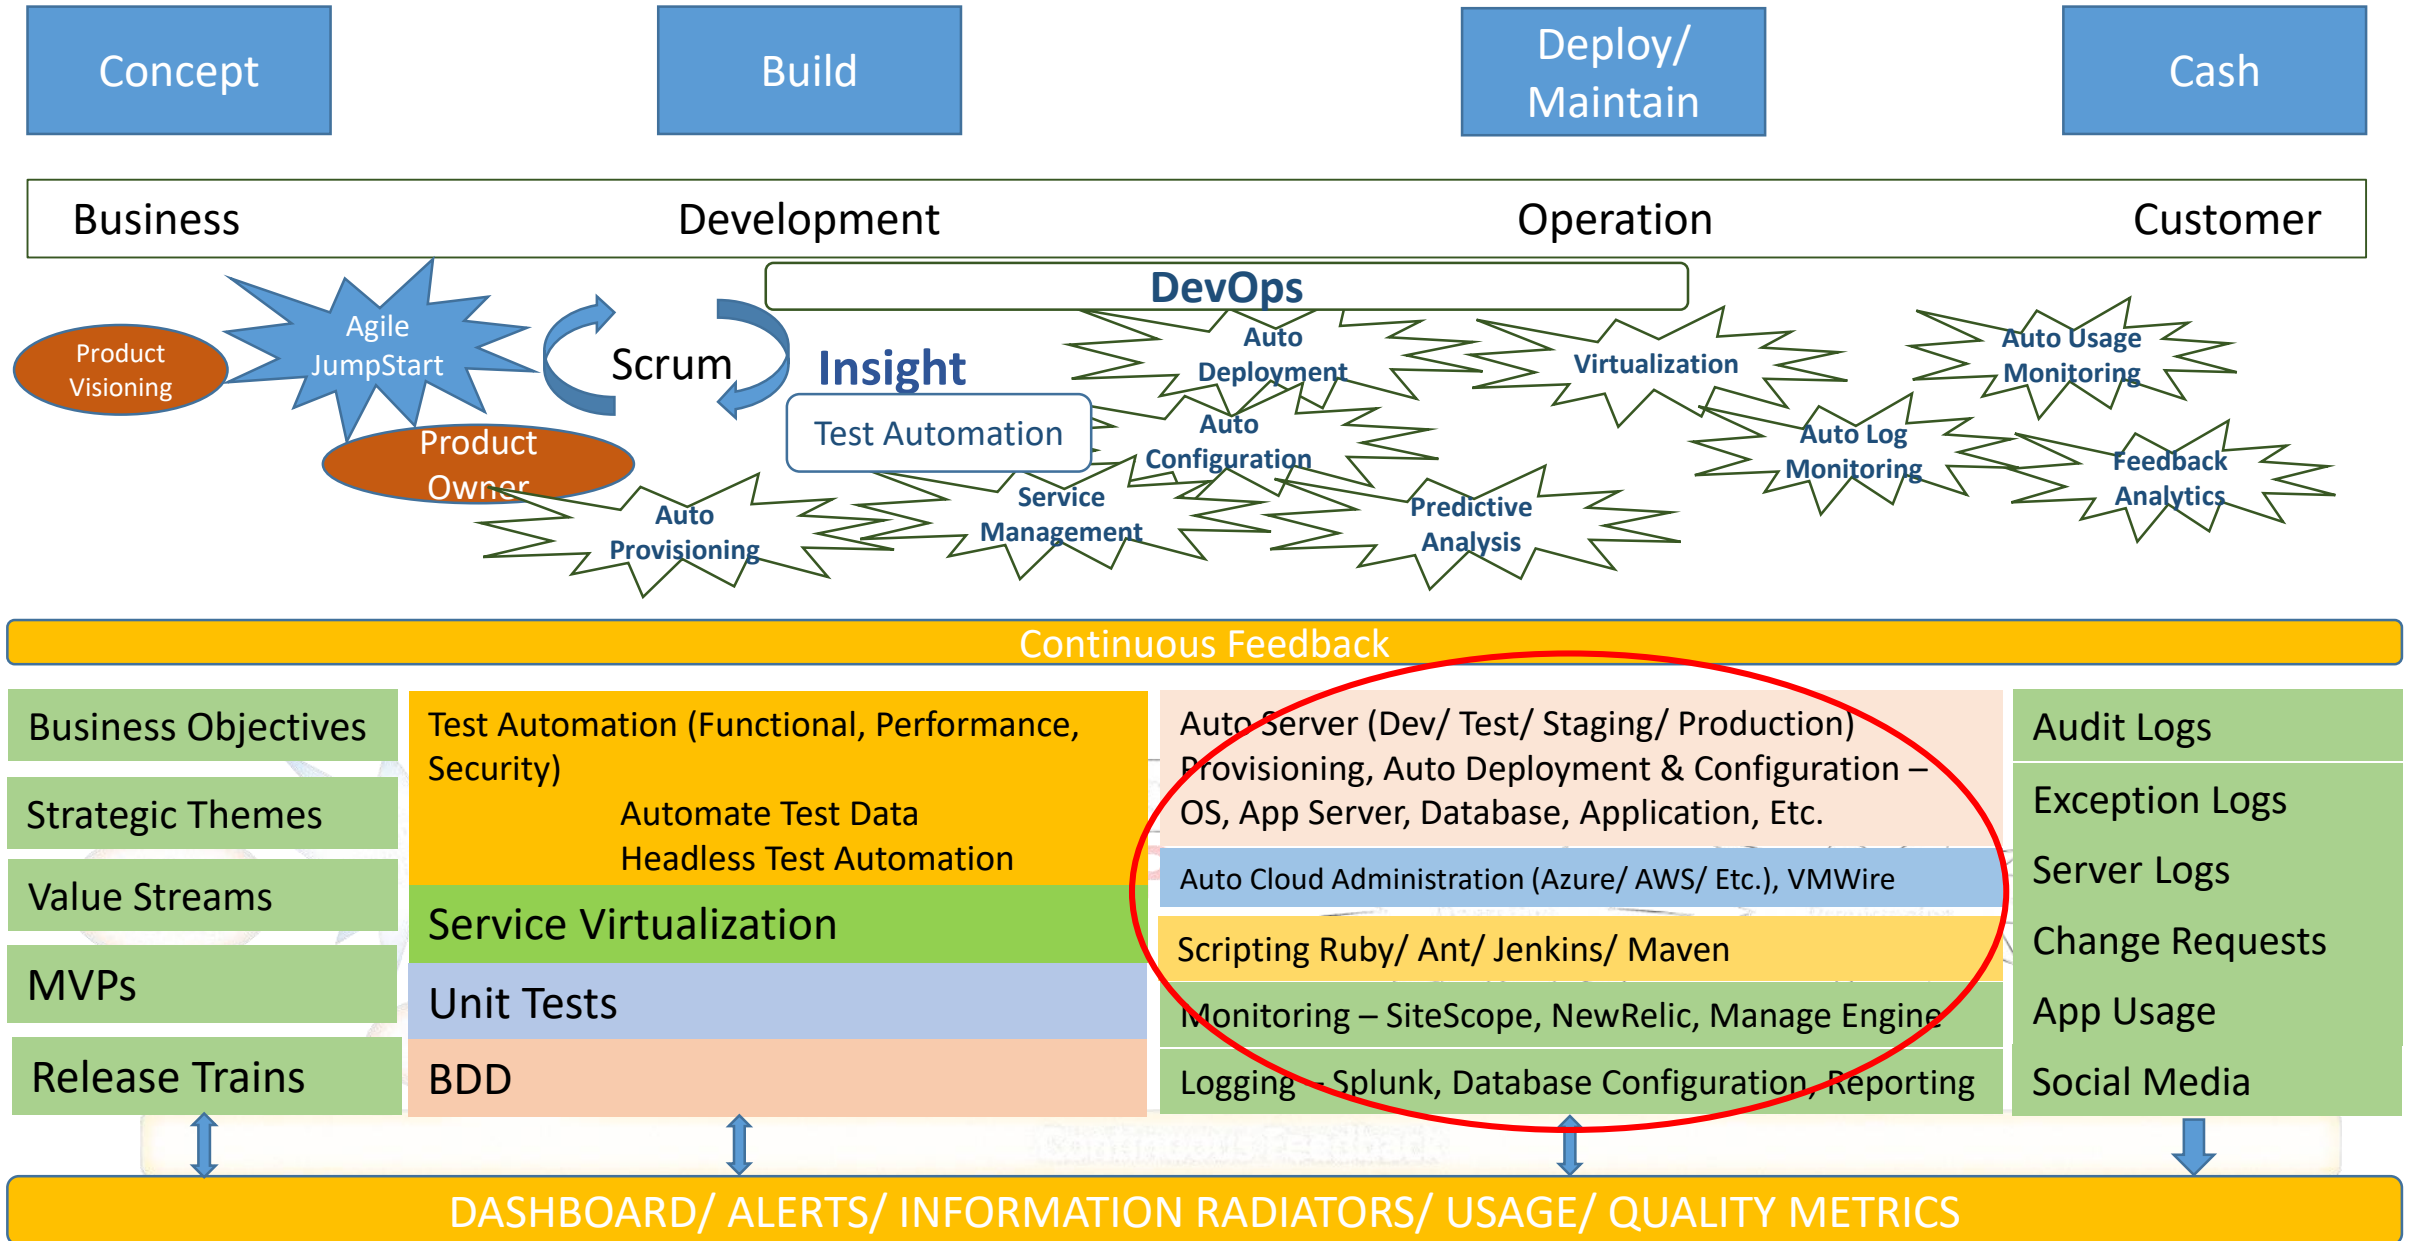 Concept
Build
Deploy/
Maintain
Cash
Business
Development
Operation
Customer
DevOps
Product
Visioning
Agile
JumpStart
Scrum
Insight
Test Automation
Product
Owner
Auto
Provisioning
Service
Management
Auto
Deployment
Auto
Configuration
Virtualization
Predictive
Analysis
Auto Usage
Monitoring
Auto Log
Monitoring
Feedback
Analytics
Continuous Feedback
Business Objectives
Strategic Themes
Value Streams
MVPs
Release Trains
Test Automation (Functional, Performance,
Security)
Automate Test Data
Headless Test Automation
Service Virtualization
Unit Tests
BDD
Auto Server (Dev/ Test/ Staging/ Production)
Provisioning, Auto Deployment & Configuration –
OS, App Server, Database, Application, Etc.
Auto Cloud Administration (Azure/ AWS/ Etc.), VMWire
Scripting Ruby/ Ant/ Jenkins/ Maven
Monitoring – SiteScope, NewRelic, Manage Engine
Logging – Splunk, Database Configuration, Reporting
Audit Logs
Exception Logs
Server Logs
Change Requests
App Usage
Social Media
Continuous Feedback
DASHBOARD/ ALERTS/ INFORMATION RADIATORS/ USAGE/ QUALITY METRICS